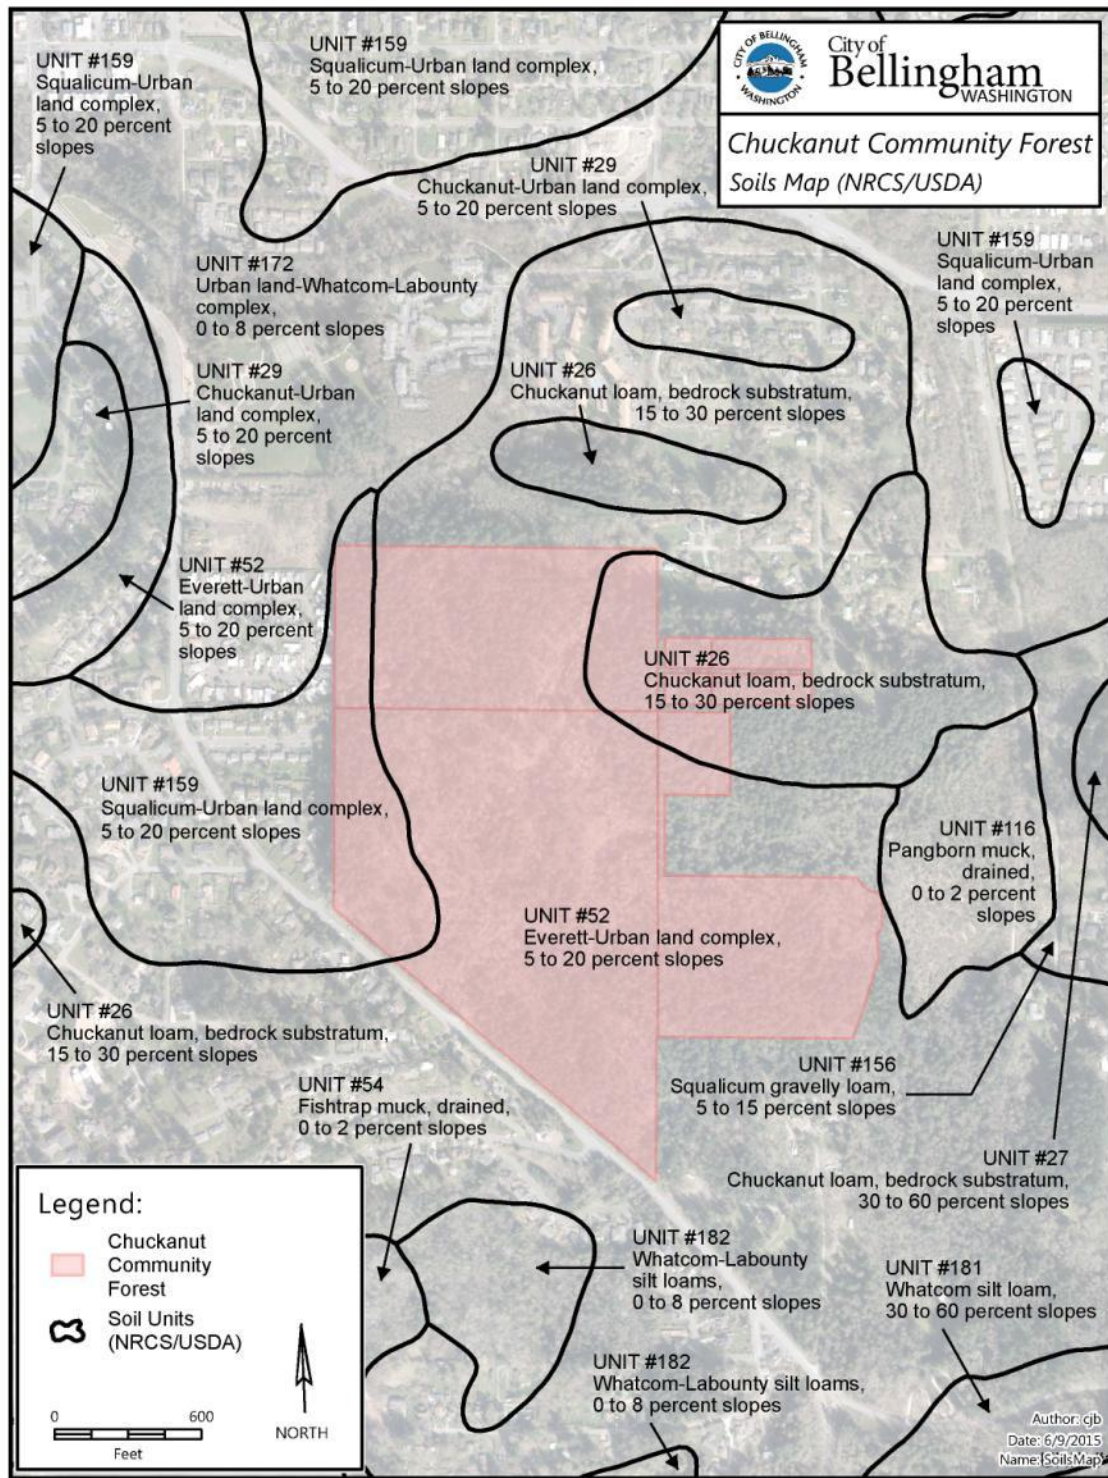 UNIT #159
Squalicum-Urban
land complex,
5 to 20 percent
slopes
UNIT #159
Squalicum-Urban land complex,
5 to 20 percent slopes
CITY OF BELLINGHAM
WASHINGTON
City of
Bellingham
WASHINGTON
Chuckanut Community Forest
Soils Map (NRCS/USDA)
UNIT #29
Chuckanut-Urban land complex,
5 to 20 percent slopes
UNIT #159
Squalicum-Urban
land complex,
5 to 20 percent
slopes
UNIT #172
Urban land-Whatcom-Labounty
complex,
0 to 8 percent slopes
UNIT #29
Chuckanut-Urban
land complex,
5 to 20 percent
slopes
UNIT #26
Chuckanut loam, bedrock substratum,
15 to 30 percent slopes
UNIT #52
Everett-Urban
land complex,
5 to 20 percent
slopes
UNIT #26
Chuckanut loam, bedrock substratum,
15 to 30 percent slopes
UNIT #159
Squalicum-Urban land complex,
5 to 20 percent slopes
UNIT #116
Pangborn muck,
drained,
0 to 2 percent
slopes
UNIT #52
Everett-Urban land complex,
5 to 20 percent slopes
UNIT #26
Chuckanut loam, bedrock substratum,
15 to 30 percent slopes
UNIT #156
Squalicum gravelly loam,
5 to 15 percent slopes
UNIT #54
Fishtrap muck, drained,
0 to 2 percent slopes
UNIT #27
Chuckanut loam, bedrock substratum,
30 to 60 percent slopes
UNIT #182
Whatcom-Labounty
silt loams,
0 to 8 percent slopes
UNIT #181
Whatcom silt loam,
30 to 60 percent slopes
UNIT #182
Whatcom-Labounty silt loams,
0 to 8 percent slopes
Legend:
Chuckanut
Community
Forest
Soil Units
(NRCS/USDA)
0 600
Feet
NORTH
Author: cjb
Date: 6/9/2015
Name: SoilsMap